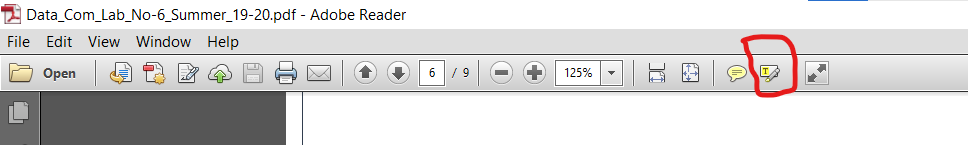 Data_Com_Lab_No-6_Summer_19-20.pdf - Adobe Reader
File Edit View Window Help
Open 6 / 9 125% T